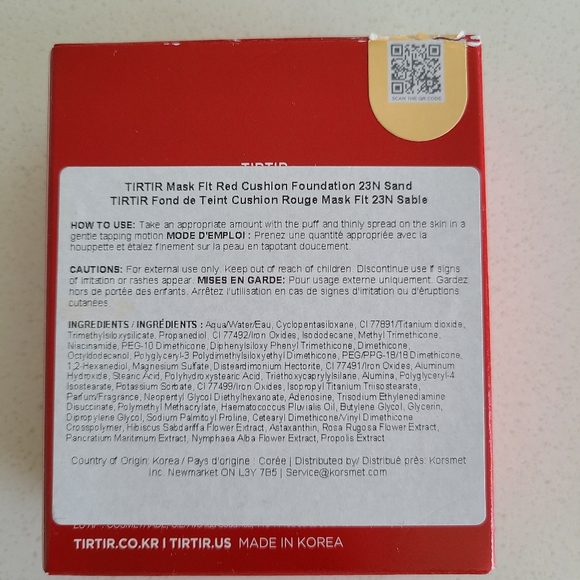 SCAN THE QR CODE
TIRTIR
TIRTIR Mask Fit Red Cushion Foundation 23N Sand
TIRTIR Fond de Teint Cushion Rouge Mask Fit 23N Sable
HOW TO USE: Take an appropriate amount with the puff and thinly spread on the skin in a
gentle tapping motion MODE D'EMPLOI : Prenez une quantité appropriée avec la
houppette et étalez finement sur la peau en tapotant doucement.
CAUTIONS: For external use only. Keep out of reach of children. Discontinue use if signs
of irritation or rashes appear. MISES EN GARDE: Pour usage externe uniquement. Gardez
hors de portée des enfants. Arrêtez l'utilisation en cas de signes d'irritation ou d'éruptions
cutanées.
INGREDIENTS / INGRÉDIENTS : Aqua/Water/Eau, Cyclopentasiloxane, CI 77891/Titanium dioxide,
Trimethylsiloxysilicate, Propanediol, CI 77492/Iron Oxides, Isododecane, Methyl Trimethicone,
Niacinamide, PEG-10 Dimethicone, Diphenylsiloxy Phenyl Trimethicone, Dimethicone,
Octyldodecanol, Polyglyceryl-3 Polydimethylsiloxyethyl Dimethicone, PEG/PPG-18/18 Dimethicone,
1,2-Hexanediol, Magnesium Sulfate, Disteardimonium Hectorite, CI 77491/Iron Oxides, Aluminum
Hydroxide, Stearic Acid, Polyhydroxystearic Acid, Triethoxycaprylylsilane, Alumina, Polyglyceryl-4
Isostearate, Potassium Sorbate, CI 77499/Iron Oxides, Isopropyl Titanium Triisostearate,
Parfum/Fragrance, Neopentyl Glycol Diethylhexanoate, Adenosine, Trisodium Ethylenediamine
Disuccinate, Polymethyl Metacrylate, Haematococcus Pluvialis Oil, Butylene Glycol, Glycerin,
Dipropylene Glycol, Sodium Palmitoyl Proline, Cetearyl Dimethicone/Vinyl Dimethicone
Crosspolymer, Hibiscus Sabdariffa Flower Extract, Astaxanthin, Rosa Rugosa Flower Extract,
Pancratium Maritimum Extract, Nymphaea Alba Flower Extract, Propolis Extract
Country of Origin: Korea / Pays d'origine : Corée | Distributed by/ Distribué près: Korsmet
Inc. Newmarket ON L3Y 7B5 | Service@korsmet.com
TIRTIR.CO.KR I TIRTIR.US MADE IN KOREA